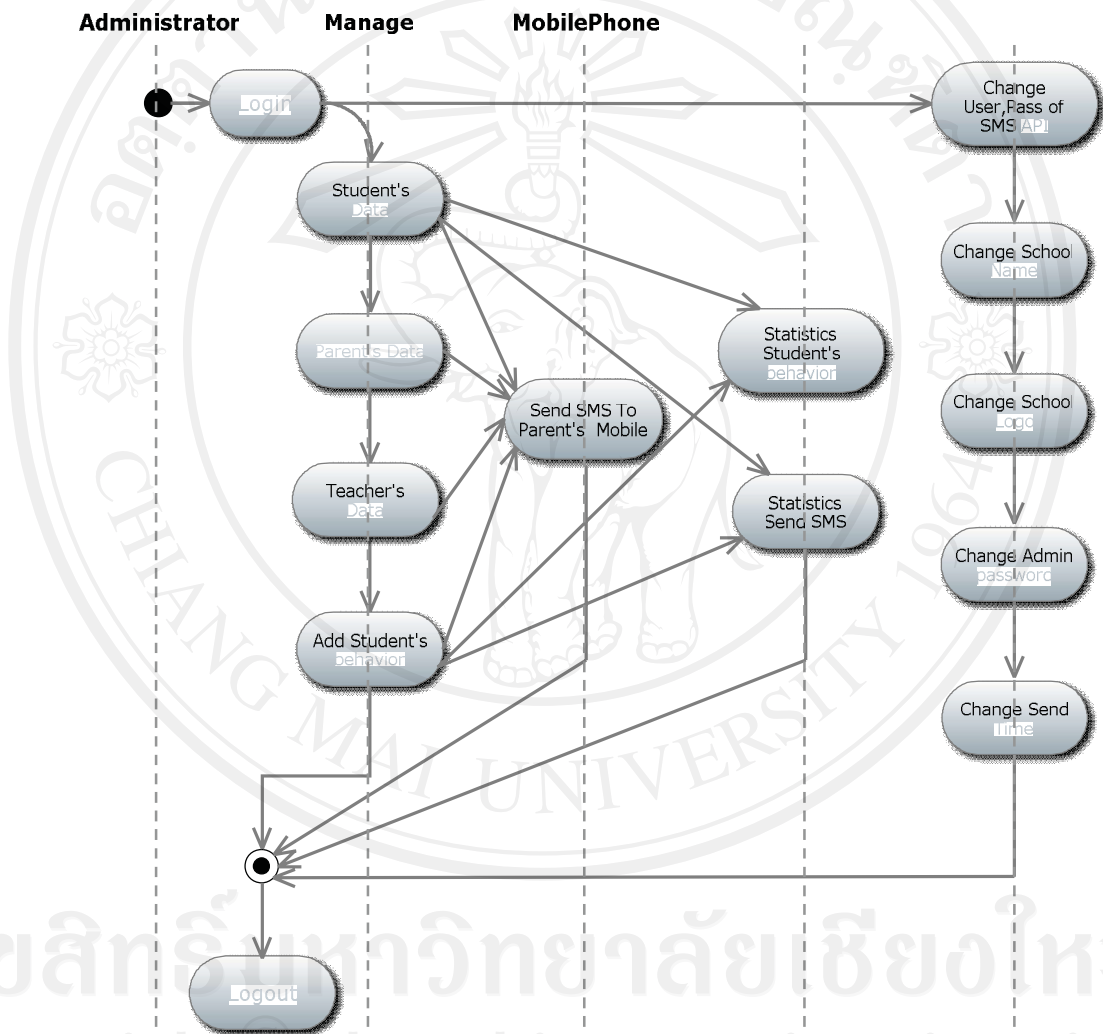 Administrator
Manage
MobilePhone
Login
Change
User,Pass of
SMS API
Student's
Data
Change School
Name
Parent's Data
Statistics
Student's
behavior
Send SMS To
Parent's Mobile
Change School
Logo
Teacher's
Data
Statistics
Send SMS
Change Admin
password
Add Student's
behavior
Change Send
Time
Logout
CHIANG MAI UNIVERSITY 1964